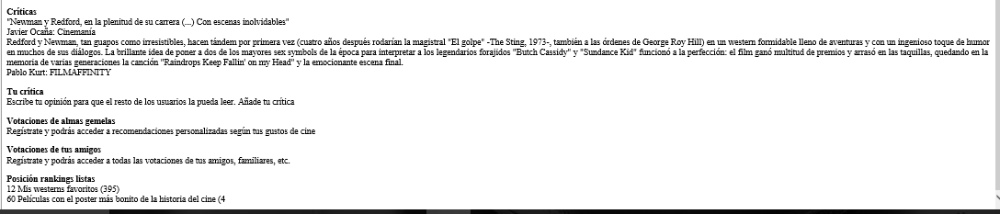 Críticas
"Newman y Redford, en la plenitud de su carrera (...) Con escenas inolvidables"
Javier Ocaña: Cinemanía
Redford y Newman, tan guapos como irresistibles, hacen tándem por primera vez (cuatro años después rodarían la magistral "El golpe" -The Sting, 1973-, también a las órdenes de George Roy Hill) en un western formidable lleno de aventuras y con un ingenioso toque de humor
en muchos de sus diálogos. La brillante idea de poner a dos de los mayores sex symbols de la época para interpretar a los legendarios forajidos "Butch Cassidy" y "Sundance Kid" funcionó a la perfección: el film ganó multitud de premios y arrasó en las taquillas, quedando en la
memoria de varias generaciones la canción "Raindrops Keep Fallin' on my Head" y la emocionante escena final.
Pablo Kurt: FILMAFFINITY
Tu crítica
Escribe tu opinión para que el resto de los usuarios la pueda leer. Añade tu crítica
Votaciones de almas gemelas
Regístrate y podrás acceder a recomendaciones personalizadas según tus gustos de cine
Votaciones de tus amigos
Regístrate y podrás acceder a todas las votaciones de tus amigos, familiares, etc.
Posición rankings listas
12 Mis westerns favoritos (395)
60 Películas con el poster más bonito de la historia del cine (4